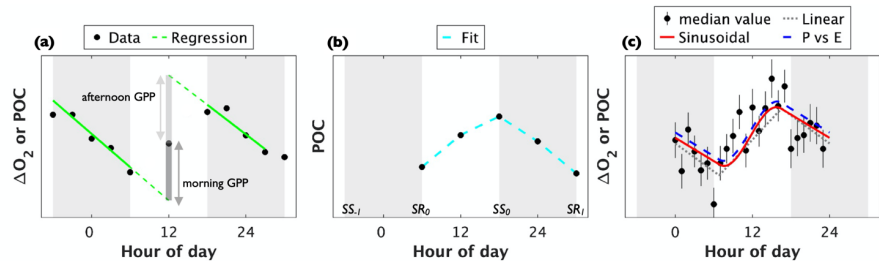 (a)
Data
Regression
ΔO₂ or POC
afternoon GPP
morning GPP
0
12
24
Hour of day
(b)
Fit
POC
SS₋₁
SR₀
SS₀
SR₁
0
12
24
Hour of day
(c)
median value
Linear
Sinusoidal
P vs E
ΔO₂ or POC
0
12
24
Hour of day